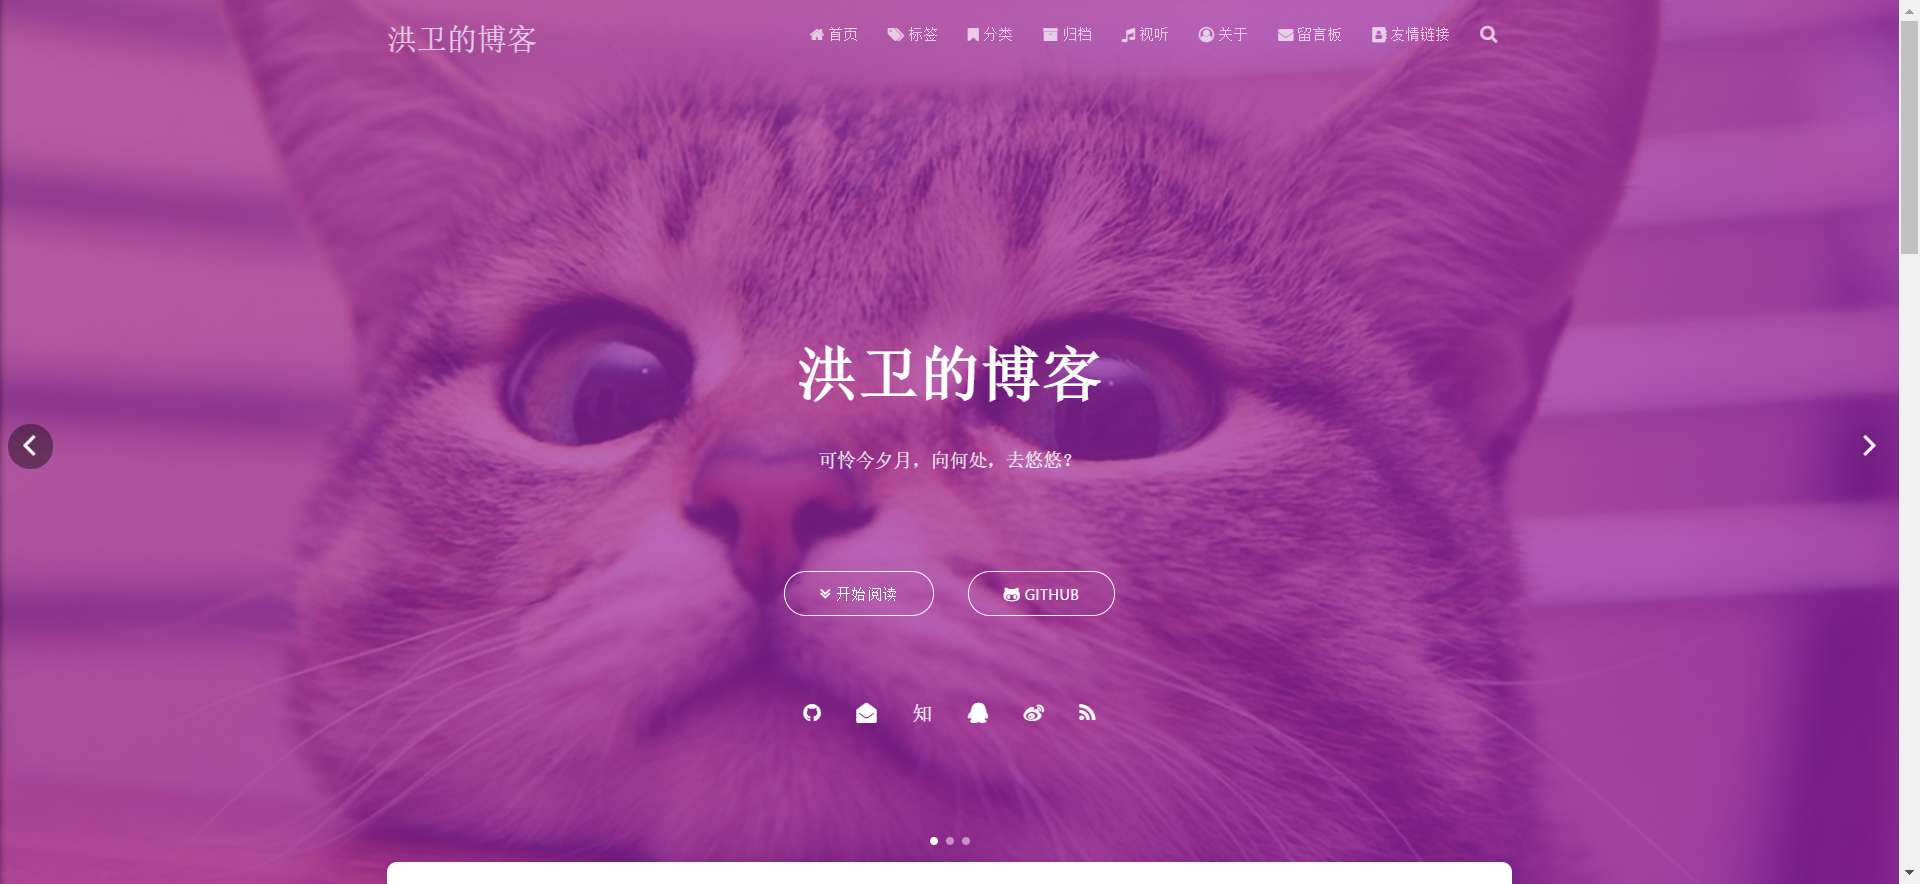 洪卫的博客
首页 标签 分类 归档 视听 关于 留言板 友情链接
洪卫的博客
可怜今夕月，向何处，去悠悠？
开始阅读 GITHUB
知